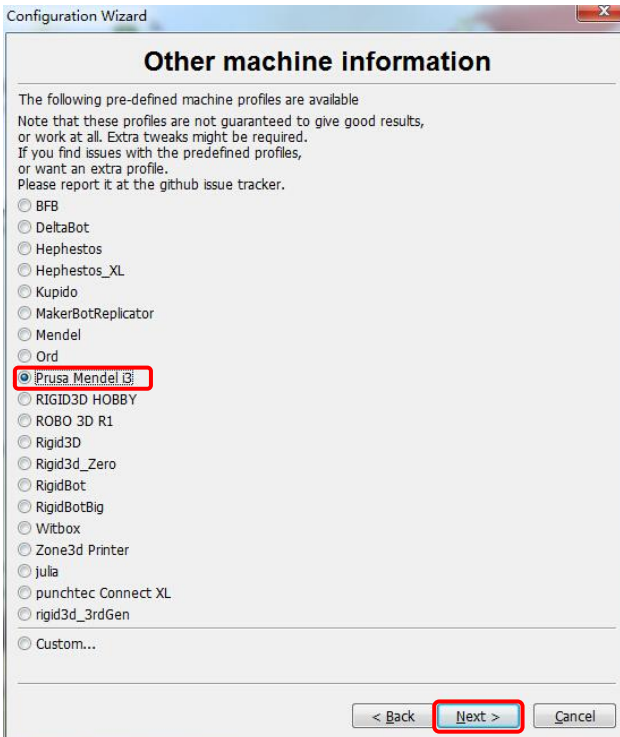 Configuration Wizard
Other machine information
The following pre-defined machine profiles are available
Note that these profiles are not guaranteed to give good results,
or work at all. Extra tweaks might be required.
If you find issues with the predefined profiles,
or want an extra profile.
Please report it at the github issue tracker.
BFB
DeltaBot
Hephestos
Hephestos_XL
Kupido
MakerBotReplicator
Mendel
Ord
Prusa Mendel i3
RIGID3D HOBBY
ROBO 3D R1
Rigid3D
Rigid3d_Zero
RigidBot
RigidBotBig
Witbox
Zone3d Printer
julia
punchtec Connect XL
rigid3d_3rdGen
Custom...
< Back Next > Cancel